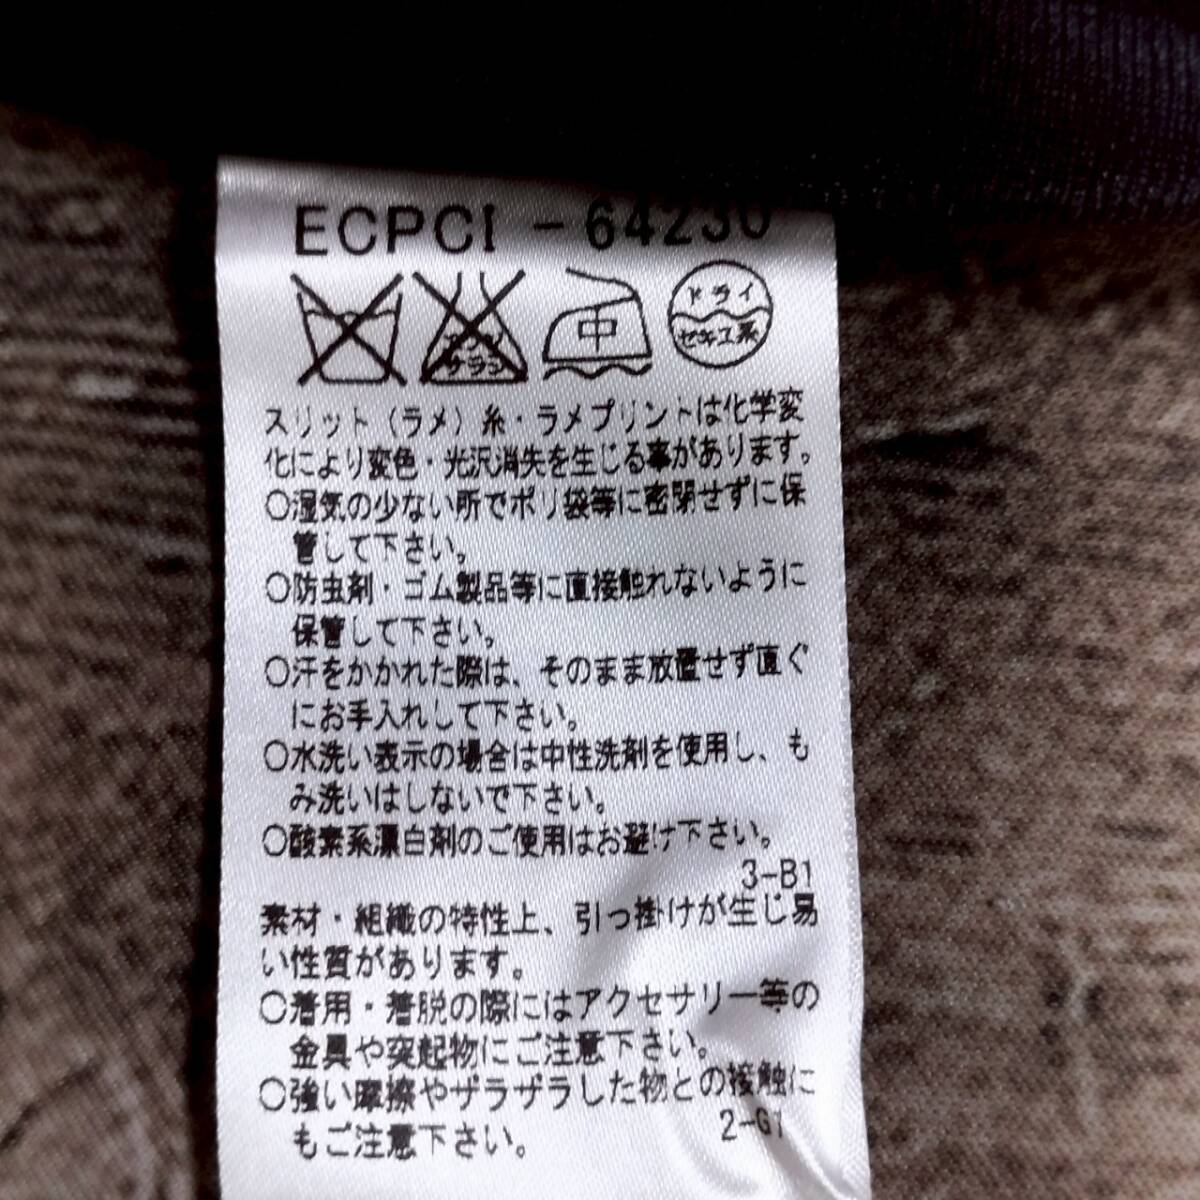 ECPCI -64230
エンソ
サラシ
中
ドライ
セキユ系
スリット(ラメ)糸・ラメプリントは化学変
化により変色・光沢消失を生じる事があります。
○湿気の少ない所でポリ袋等に密閉せずに保
管して下さい。
○防虫剤・ゴム製品等に直接触れないように
保管して下さい。
○汗をかかれた際は、そのまま放置せず直ぐ
にお手入れして下さい。
○水洗い表示の場合は中性洗剤を使用し、も
み洗いはしないで下さい。
○酸素系漂白剤のご使用はお避け下さい。
3-B1
素材・組織の特性上、引っ掛けが生じ易
い性質があります。
○着用・着脱の際にはアクセサリー等の
金具や突起物にご注意下さい。
○強い摩擦やザラザラした物との接触に
もご注意下さい。
2-G1